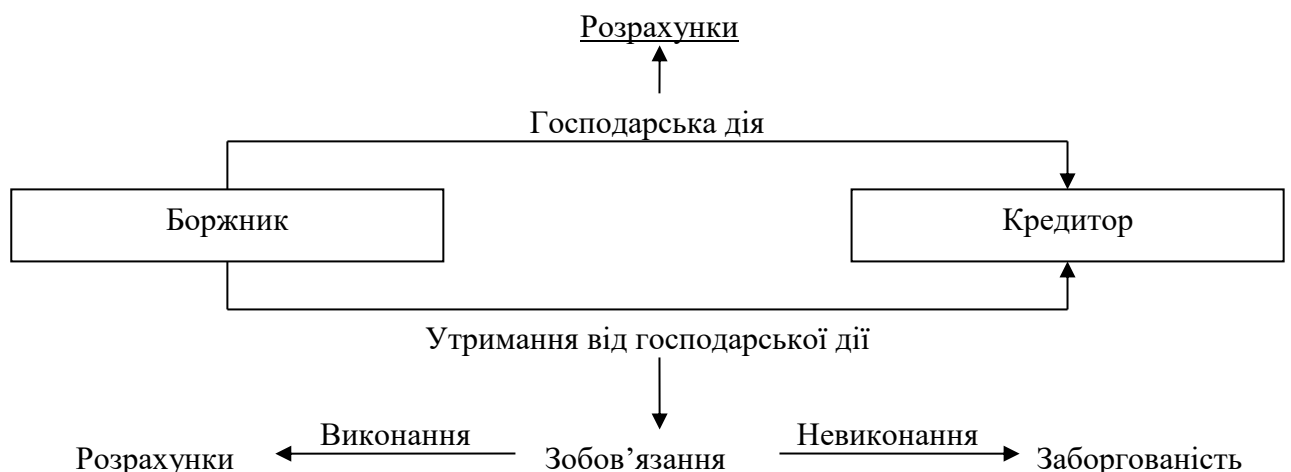 Розрахунки
Господарська дія
Боржник
Кредитор
Утримання від господарської дії
Виконання
Невиконання
Розрахунки
Зобов’язання
Заборгованість